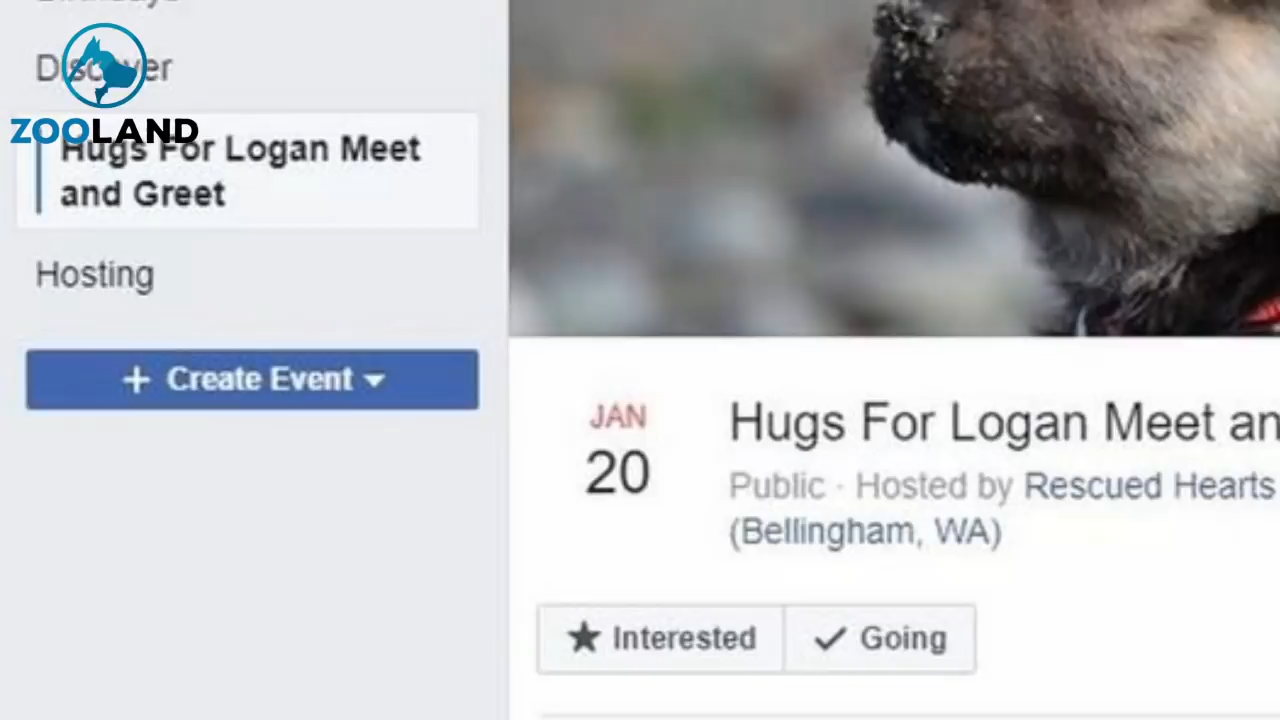 Birthdays
Discover
ZOOLAND
Hugs For Logan Meet
and Greet
Hosting
+ Create Event
JAN
20
Hugs For Logan Meet an
Public · Hosted by Rescued Hearts
(Bellingham, WA)
Interested
Going